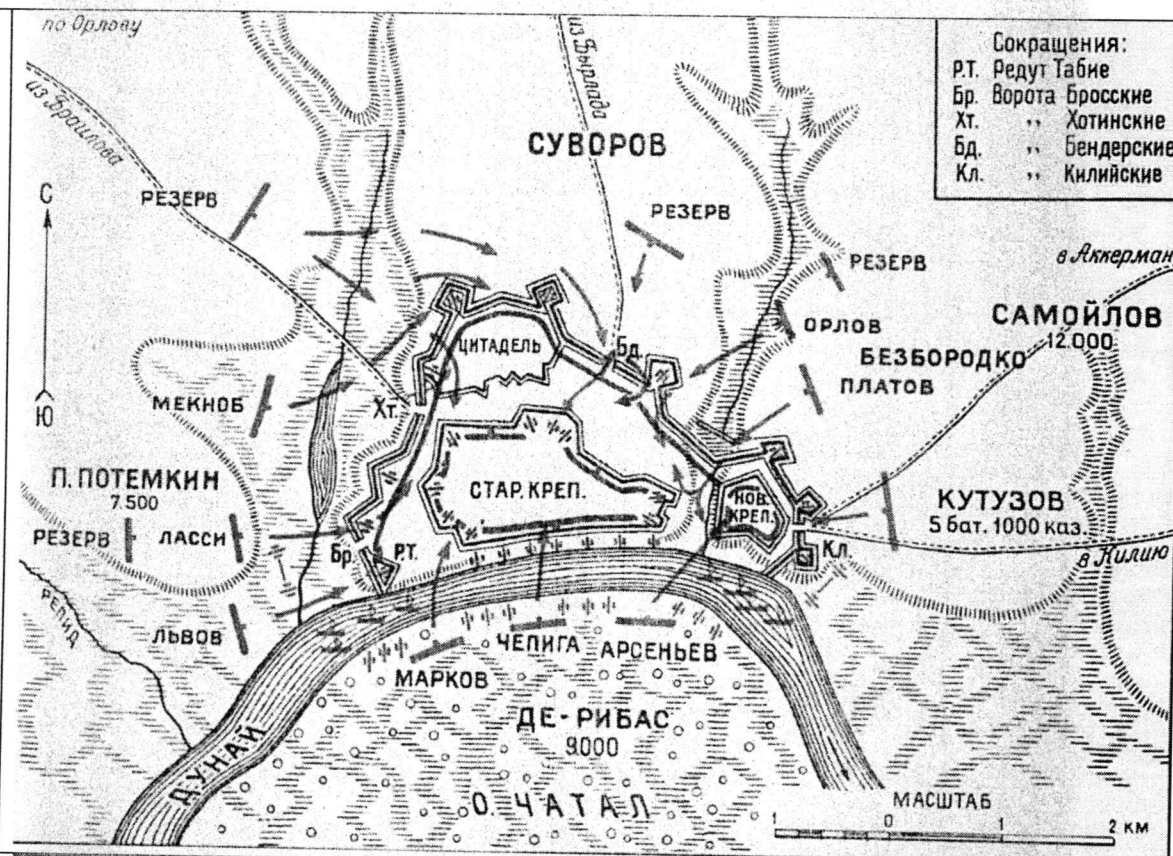 по Орлову
Сокращения:
Р.Т. Редут Табие
Бр. Ворота Бросские
Хт. ,, Хотинские
Бд. ,, Бендерские
Кл. ,, Килийские
из Браилова
из Бырлада
СУВОРОВ
С
Ю
РЕЗЕРВ
РЕЗЕРВ
РЕЗЕРВ
в Аккерман
САМОЙЛОВ
12.000
ОРЛОВ
БЕЗБОРОДКО
ПЛАТОВ
ЦИТАДЕЛЬ
Бд.
МЕКНОБ
Хт.
П. ПОТЕМКИН
7.500
СТАР. КРЕП.
НОВ.
КРЕП.
КУТУЗОВ
5 бат. 1000 каз.
РЕЗЕРВ
ЛАССИ
Бр.
Р.Т.
Кл.
в Килию
РЕПИД
ЛЬВОВ
ЧЕПИГА
АРСЕНЬЕВ
МАРКОВ
ДЕ-РИБАС
9.000
ДУНАЙ
О. ЧАТАЛ
МАСШТАБ
1 0 1 2 км